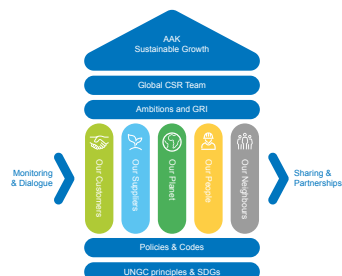 AAK
Sustainable Growth
Global CSR Team
Ambitions and GRI
Our Customers
Our Suppliers
Our Planet
Our People
Our Neighbours
Monitoring
& Dialogue
Sharing &
Partnerships
Policies & Codes
UNGC principles & SDGs